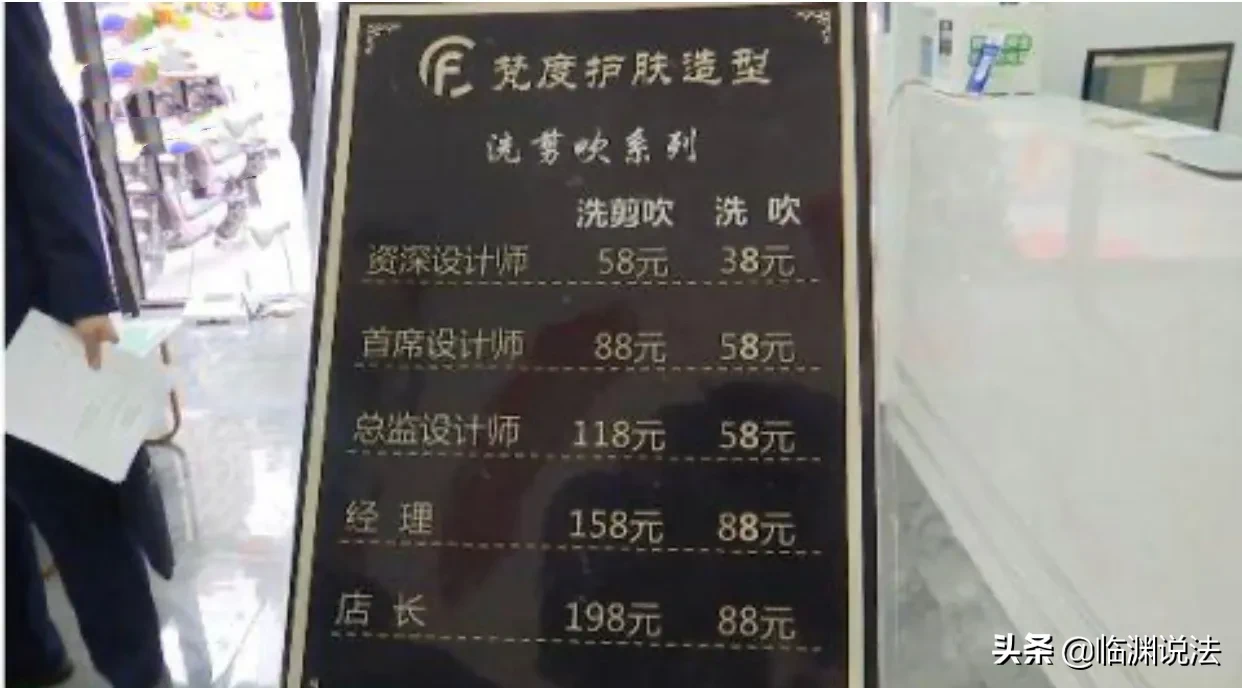 梵度护肤造型
洗剪吹系列
洗剪吹 洗 吹
资深设计师 58元 38元
首席设计师 88元 58元
总监设计师 118元 58元
经 理 158元 88元
店 长 198元 88元
头条 @临渊说法